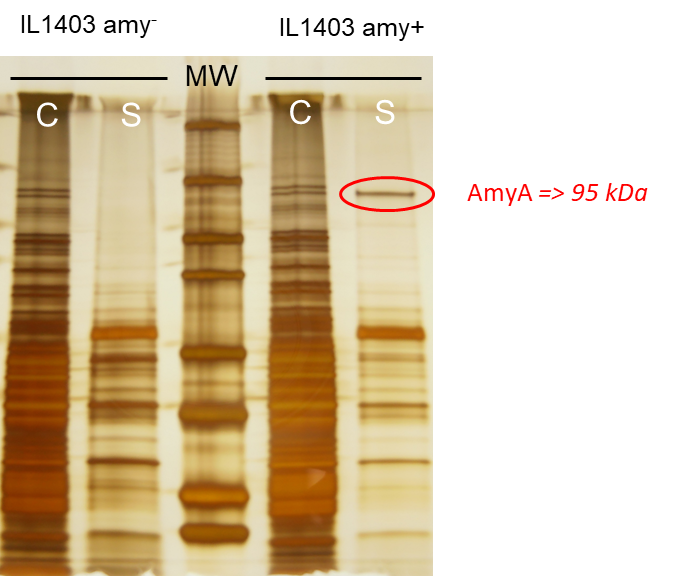 IL1403 amy-
IL1403 amy+
MW
C
S
C
S
AmyA => 95 kDa